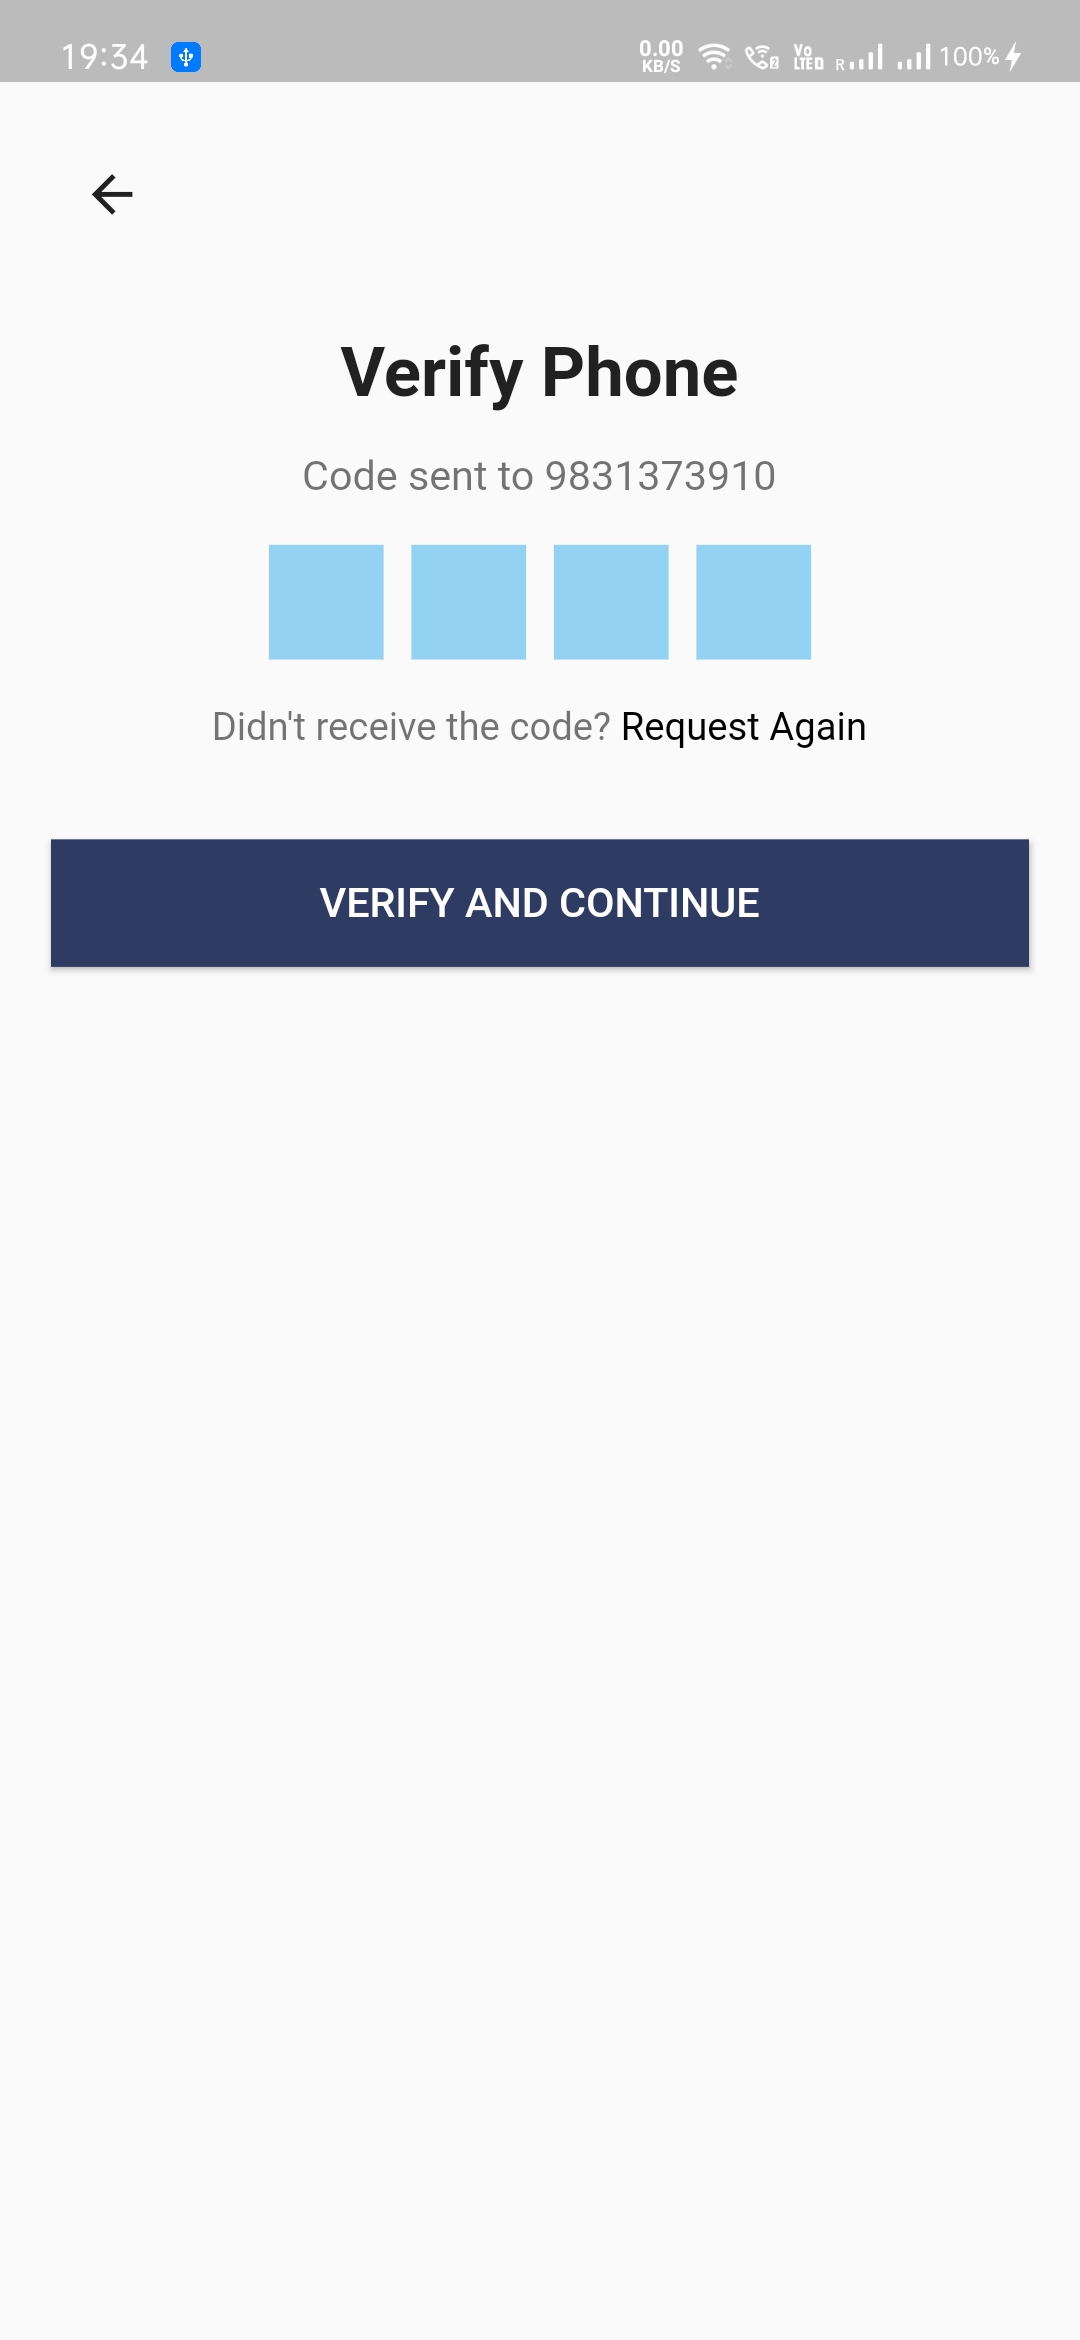 19:34 0.00 KB/S Vo LTE R 100%
Verify Phone
Code sent to 9831373910
Didn't receive the code? Request Again
VERIFY AND CONTINUE